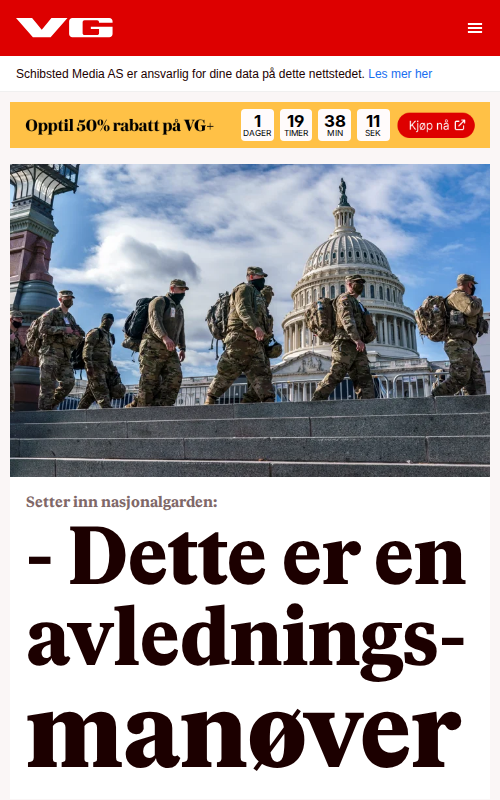 VG
Schibsted Media AS er ansvarlig for dine data på dette nettstedet. Les mer her
Opptil 50% rabatt på VG+
1 19 38 11
DAGER TIMER MIN SEK
Kjøp nå
Setter inn nasjonalgarden:
- Dette er en
avlednings-
manøver